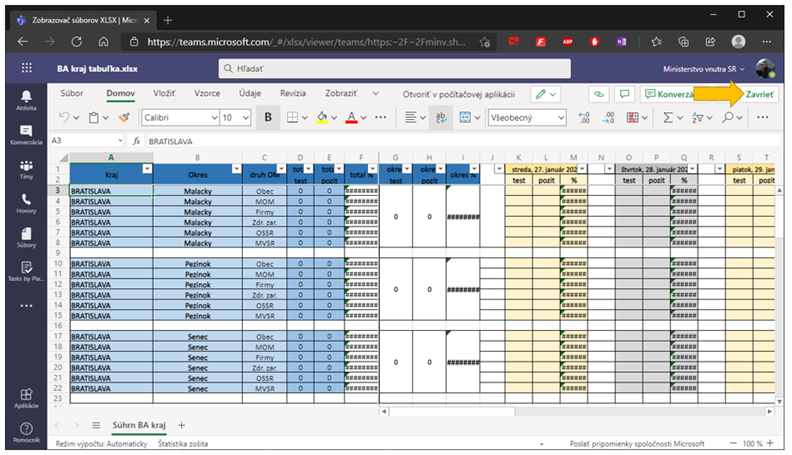 Zobrazovač súborov XLSX | Micr
https://teams.microsoft.com/_#/xlsx/viewer/teams/https:~2F~2Fminv.sh...
BA kraj tabuľka.xlsx
Hľadať
Ministerstvo vnutra SR
Súbor Domov Vložiť Vzorce Údaje Revízia Zobraziť Otvoriť v počítačovej aplikácii Konverzá Zavrieť
Calibri 10 B Všeobecný
A3 fx BRATISLAVA
A B C D E F G H I J K L M N O P Q R S T
1 Kraj Okres druh OM tot tota total % okre okre okres % streda, 27. január 202 štvrtok, 28. január 202 piatok, 29. jan
2 test pozit test pozit test pozit % test pozit % test pozit
3 BRATISLAVA Malacky Obec 0 0 ####### ######
4 BRATISLAVA Malacky MOM 0 0
5 BRATISLAVA Malacky Firmy 0 0 0 0 #######
6 BRATISLAVA Malacky Zdr. zar. 0 0
7 BRATISLAVA Malacky OSSR 0 0
8 BRATISLAVA Malacky MVSR 0 0
9
10 BRATISLAVA Pezinok Obec 0 0
11 BRATISLAVA Pezinok MOM 0 0
12 BRATISLAVA Pezinok Firmy 0 0 0 0 #######
13 BRATISLAVA Pezinok Zdr. zar. 0 0
14 BRATISLAVA Pezinok OSSR 0 0
15 BRATISLAVA Pezinok MVSR 0 0
16
17 BRATISLAVA Senec Obec 0 0
18 BRATISLAVA Senec MOM 0 0
19 BRATISLAVA Senec Firmy 0 0 0 0 #######
20 BRATISLAVA Senec Zdr. zar. 0 0
21 BRATISLAVA Senec OSSR 0 0
22 BRATISLAVA Senec MVSR 0 0
23
Aktivita
Konverzácia
Tímy
Hovory
Súbory
Tasks by Pla...
Aplikácie
Pomocník
Súhrn BA kraj
Režim výpočtu: Automaticky Štatistika zošita Poslať pripomienky spoločnosti Microsoft 100 %